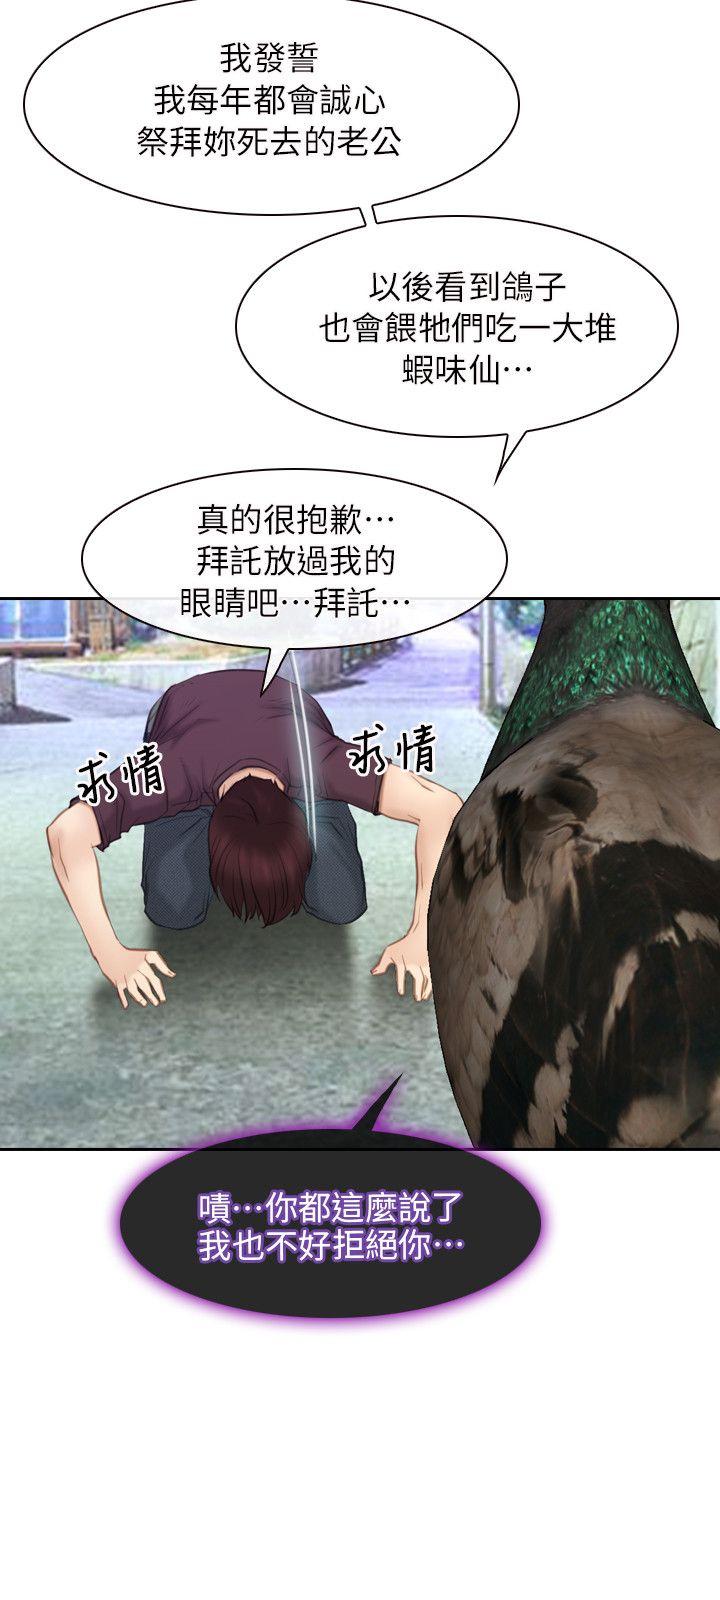 我發誓
我每年都會誠心
祭拜妳死去的老公
以後看到鴿子
也會餵牠們吃一大堆
蝦味仙…
真的很抱歉…
拜託放過我的
眼睛吧…拜託…
求情
求情
嘖…你都這麼說了
我也不好拒絕你…